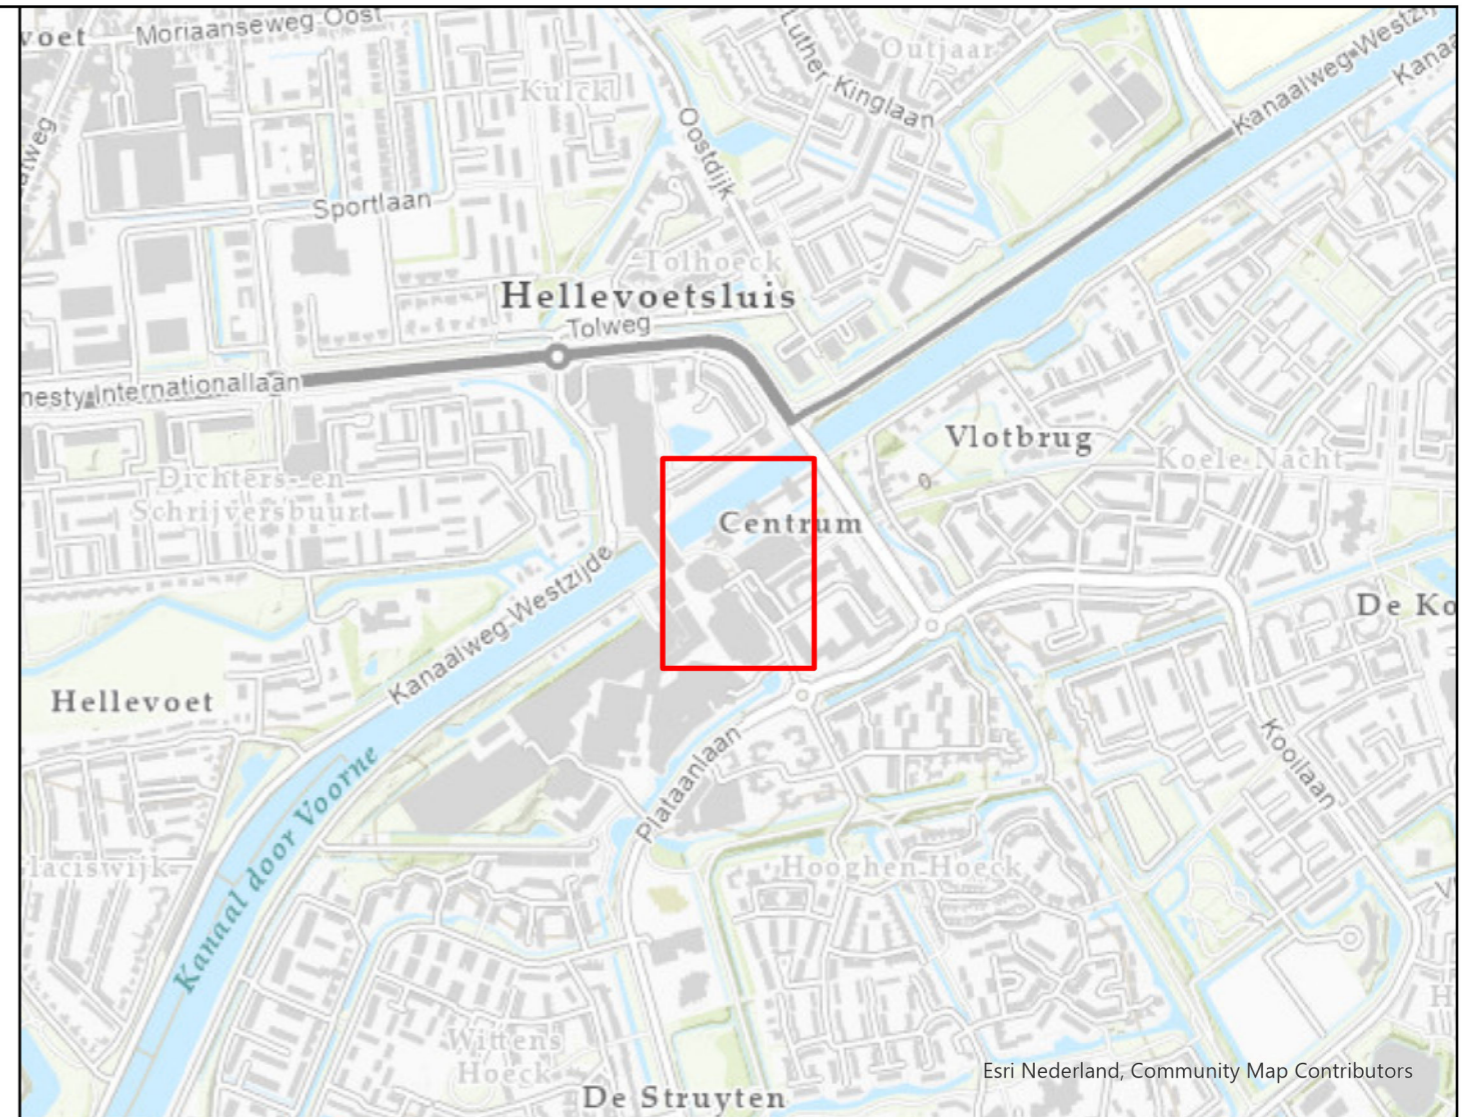 voet
Moriaanseweg-Oost
Luther Kinglaan
Outjaar
Kanaalweg-Westzij
Kanaa
Kulck
Oostdijk
Sportlaan
Tolhoeck
Hellevoetsluis
Tolweg
nesty Internationallaan
Vlotbrug
Koele Nacht
Dichters- en
Schrijversbuurt
Centrum
Kanaalweg-Westzijde
De Ko
Hellevoet
Kooilaan
Plataanlaan
Kanaal door Voorne
laciswijk
Hooghen Hoeck
Wittens
Hoeck
De Struyten
Esri Nederland, Community Map Contributors